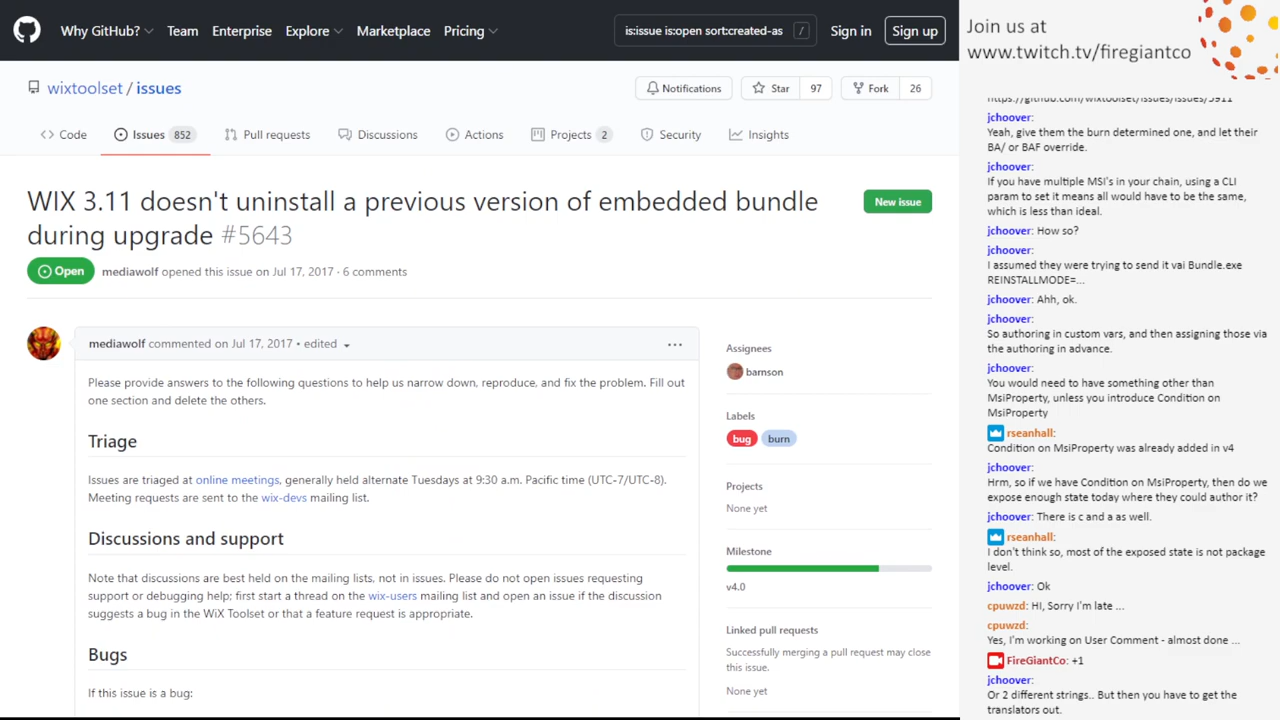 Why GitHub?
Team
Enterprise
Explore
Marketplace
Pricing
is:issue is:open sort:created-as
/
Sign in
Sign up
wixtoolset / issues
Notifications
Star
97
Fork
26
<> Code
Issues 852
Pull requests
Discussions
Actions
Projects 2
Security
Insights
WIX 3.11 doesn't uninstall a previous version of embedded bundle
during upgrade #5643
New issue
Open
mediawolf opened this issue on Jul 17, 2017 · 6 comments
mediawolf commented on Jul 17, 2017 • edited
Please provide answers to the following questions to help us narrow down, reproduce, and fix the problem. Fill out
one section and delete the others.
Triage
Issues are triaged at online meetings, generally held alternate Tuesdays at 9:30 a.m. Pacific time (UTC-7/UTC-8).
Meeting requests are sent to the wix-devs mailing list.
Discussions and support
Note that discussions are best held on the mailing lists, not in issues. Please do not open issues requesting
support or debugging help; first start a thread on the wix-users mailing list and open an issue if the discussion
suggests a bug in the WiX Toolset or that a feature request is appropriate.
Bugs
If this issue is a bug:
Assignees
barnson
Labels
bug
burn
Projects
None yet
Milestone
v4.0
Linked pull requests
Successfully merging a pull request may close
this issue.
None yet
Join us at
www.twitch.tv/firegiantco
https://github.com/wixtoolset/issues/issues/5911
jchoover:
Yeah, give them the burn determined one, and let their
BA/ or BAF override.
jchoover:
If you have multiple MSI's in your chain, using a CLI
param to set it means all would have to be the same,
which is less than ideal.
jchoover: How so?
jchoover:
I assumed they were trying to send it vai Bundle.exe
REINSTALLMODE=...
jchoover: Ahh, ok.
jchoover:
So authoring in custom vars, and then assigning those via
the authoring in advance.
jchoover:
You would need to have something other than
MsiProperty, unless you introduce Condition on
MsiProperty
rseanhall:
Condition on MsiProperty was already added in v4
jchoover:
Hrm, so if we have Condition on MsiProperty, then do we
expose enough state today where they could author it?
jchoover: There is c and a as well.
rseanhall:
I don't think so, most of the exposed state is not package
level.
jchoover: Ok
cpuwzd: HI, Sorry I'm late ...
cpuwzd:
Yes, I'm working on User Comment - almost done ...
FireGiantCo: +1
jchoover:
Or 2 different strings.. But then you have to get the
translators out.